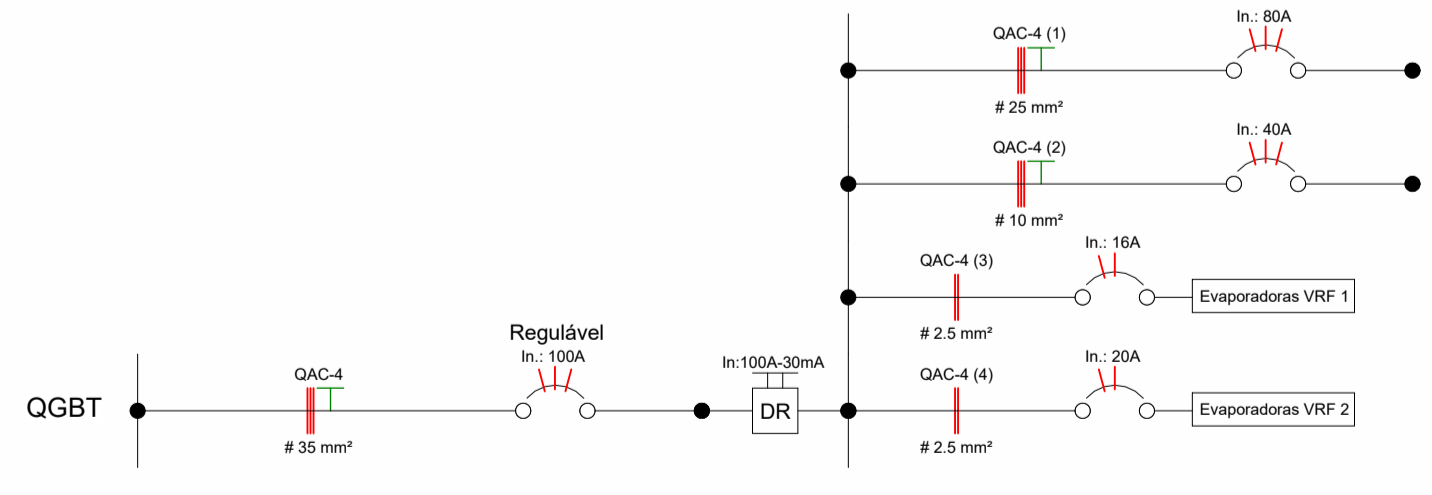 In.: 80A
QAC-4 (1)
# 25 mm²
In.: 40A
QAC-4 (2)
# 10 mm²
In.: 16A
QAC-4 (3)
Evaporadoras VRF 1
# 2.5 mm²
Regulável
In.: 100A
In:100A-30mA
In.: 20A
QAC-4
QAC-4 (4)
QGBT
DR
Evaporadoras VRF 2
# 35 mm²
# 2.5 mm²